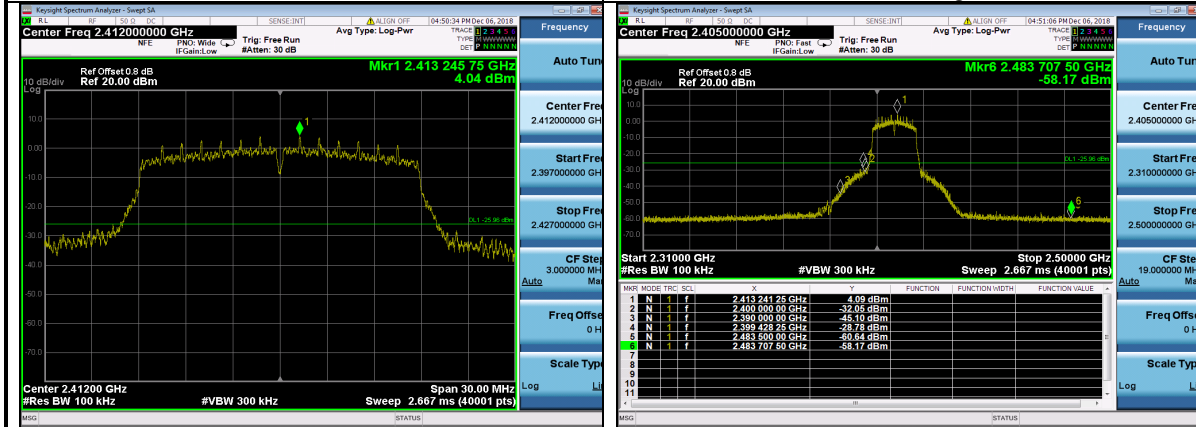 Keysight Spectrum Analyzer - Swept SA
RL RF 50 Ω DC SENSE:INT ALIGN OFF 04:50:34 PM Dec 06, 2018
Center Freq 2.412000000 GHz
NFE PNO: Wide IFGain:Low Trig: Free Run #Atten: 30 dB
Avg Type: Log-Pwr
TRACE 1 2 3 4 5 6
TYPE M W W W W W
DET P N N N N N
Ref Offset 0.8 dB
10 dB/div Ref 20.00 dBm
Log
Mkr1 2.413 245 75 GHz
4.04 dBm
10.0
0.00
-10.0
-20.0
-30.0
-40.0
-50.0
-60.0
-70.0
1
DL1 -25.96 dBm
Center 2.41200 GHz Span 30.00 MHz
#Res BW 100 kHz #VBW 300 kHz Sweep 2.667 ms (40001 pts)
MSG STATUS
Frequency
Auto Tun
Center Fre
2.412000000 GH
Start Fre
2.397000000 GH
Stop Fre
2.427000000 GH
CF Ste
3.000000 MH
Auto Ma
Freq Offse
0 H
Scale Typ
Log Li
Keysight Spectrum Analyzer - Swept SA
RL RF 50 Ω DC SENSE:INT ALIGN OFF 04:51:06 PM Dec 06, 2018
Center Freq 2.405000000 GHz
NFE PNO: Fast IFGain:Low Trig: Free Run #Atten: 30 dB
Avg Type: Log-Pwr
TRACE 1 2 3 4 5 6
TYPE M W W W W W
DET P N N N N N
Ref Offset 0.8 dB
10 dB/div Ref 20.00 dBm
Log
Mkr6 2.483 707 50 GHz
-58.17 dBm
10.0
0.00
-10.0
-20.0
-30.0
-40.0
-50.0
-60.0
-70.0
1
2
3
4
6
DL1 -25.96 dBm
Start 2.31000 GHz Stop 2.50000 GHz
#Res BW 100 kHz #VBW 300 kHz Sweep 2.667 ms (40001 pts)
MKR MODE TRC SCL X Y FUNCTION FUNCTION WIDTH FUNCTION VALUE
1 N 1 f 2.413 241 25 GHz 4.09 dBm
2 N 1 f 2.400 000 00 GHz -32.05 dBm
3 N 1 f 2.390 000 00 GHz -45.10 dBm
4 N 1 f 2.399 428 25 GHz -28.78 dBm
5 N 1 f 2.483 500 00 GHz -60.64 dBm
6 N 1 f 2.483 707 50 GHz -58.17 dBm
7
8
9
10
11
MSG STATUS
Frequency
Auto Tun
Center Fre
2.405000000 GH
Start Fre
2.310000000 GH
Stop Fre
2.500000000 GH
CF Ste
19.000000 MH
Auto Ma
Freq Offse
0 H
Scale Typ
Log Li